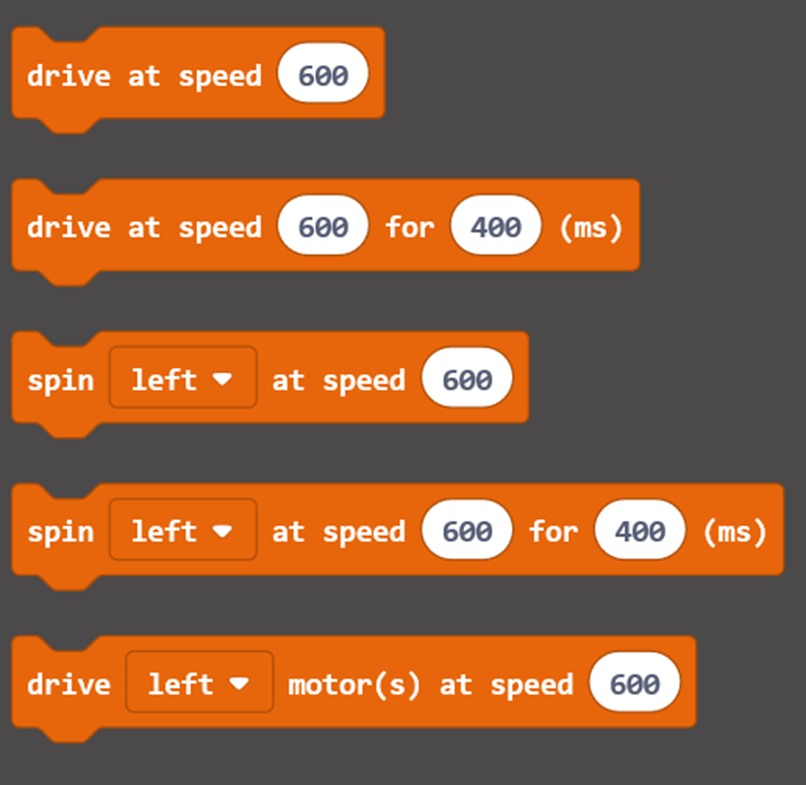 drive at speed 600
drive at speed 600 for 400 (ms)
spin left at speed 600
spin left at speed 600 for 400 (ms)
drive left motor(s) at speed 600